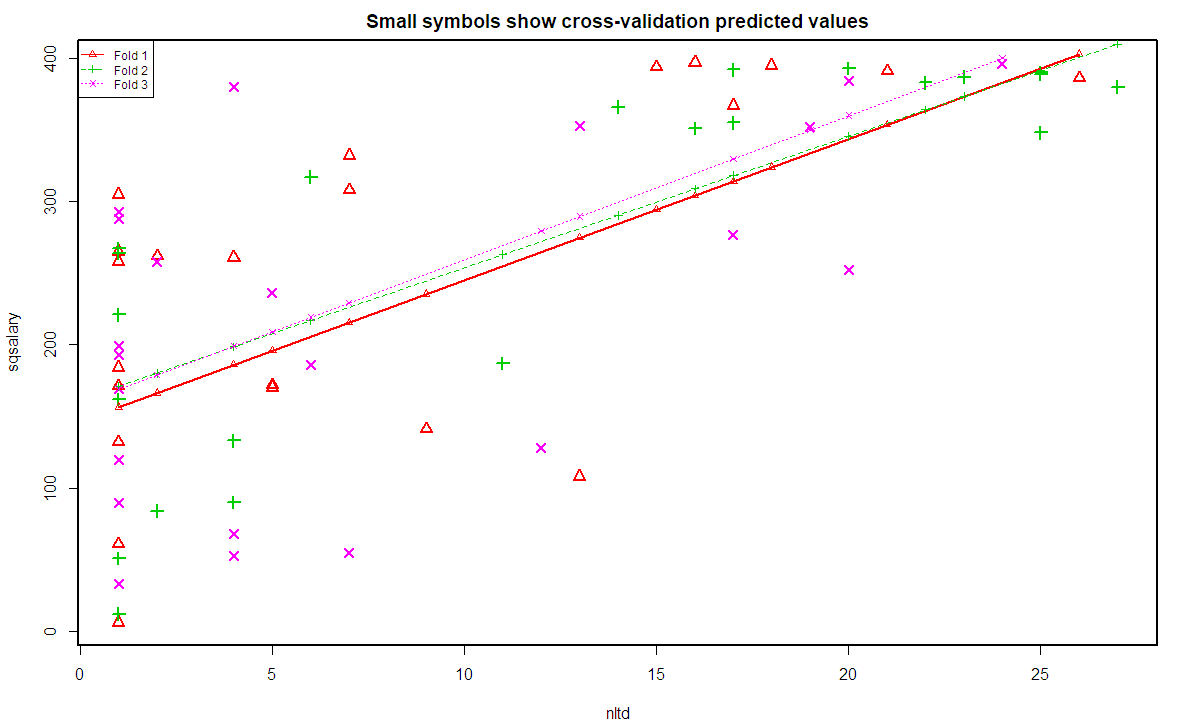 Small symbols show cross-validation predicted values
Fold 1
Fold 2
Fold 3
400
300
200
100
0
sqsalary
0 5 10 15 20 25
nltd